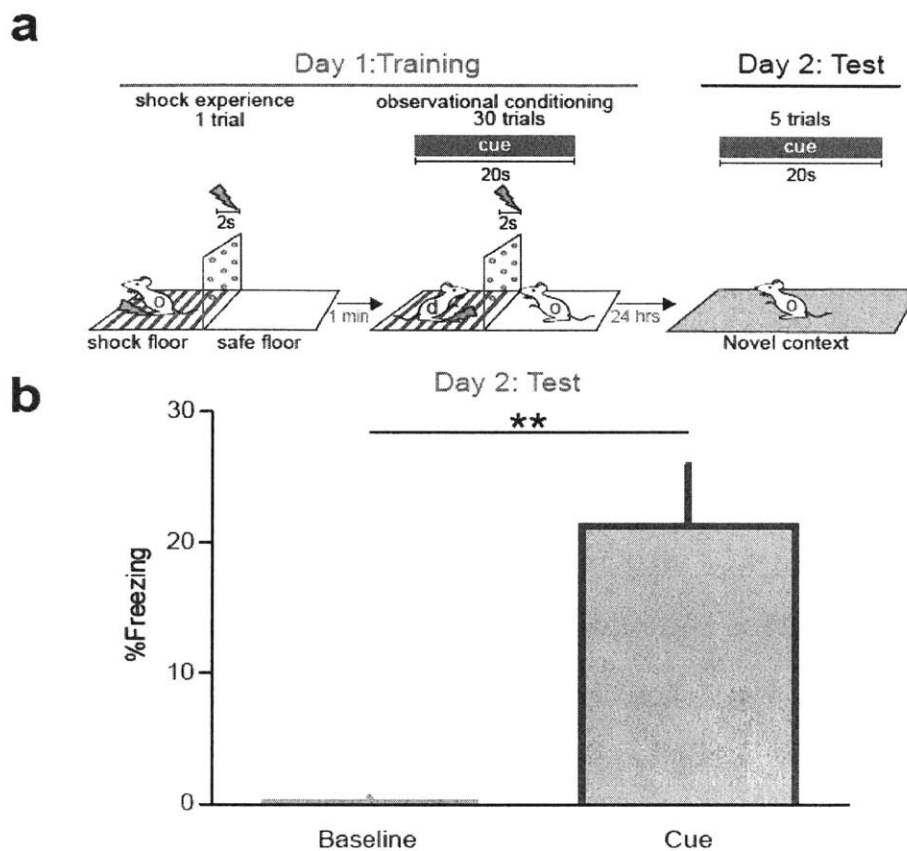 a
Day 1:Training
Day 2: Test
shock experience
1 trial
observational conditioning
30 trials
5 trials
cue
cue
20s
20s
2s
2s
O
D
O
O
1 min
24 hrs
shock floor
safe floor
Novel context
b
Day 2: Test
**
30
20
10
0
%Freezing
Baseline
Cue